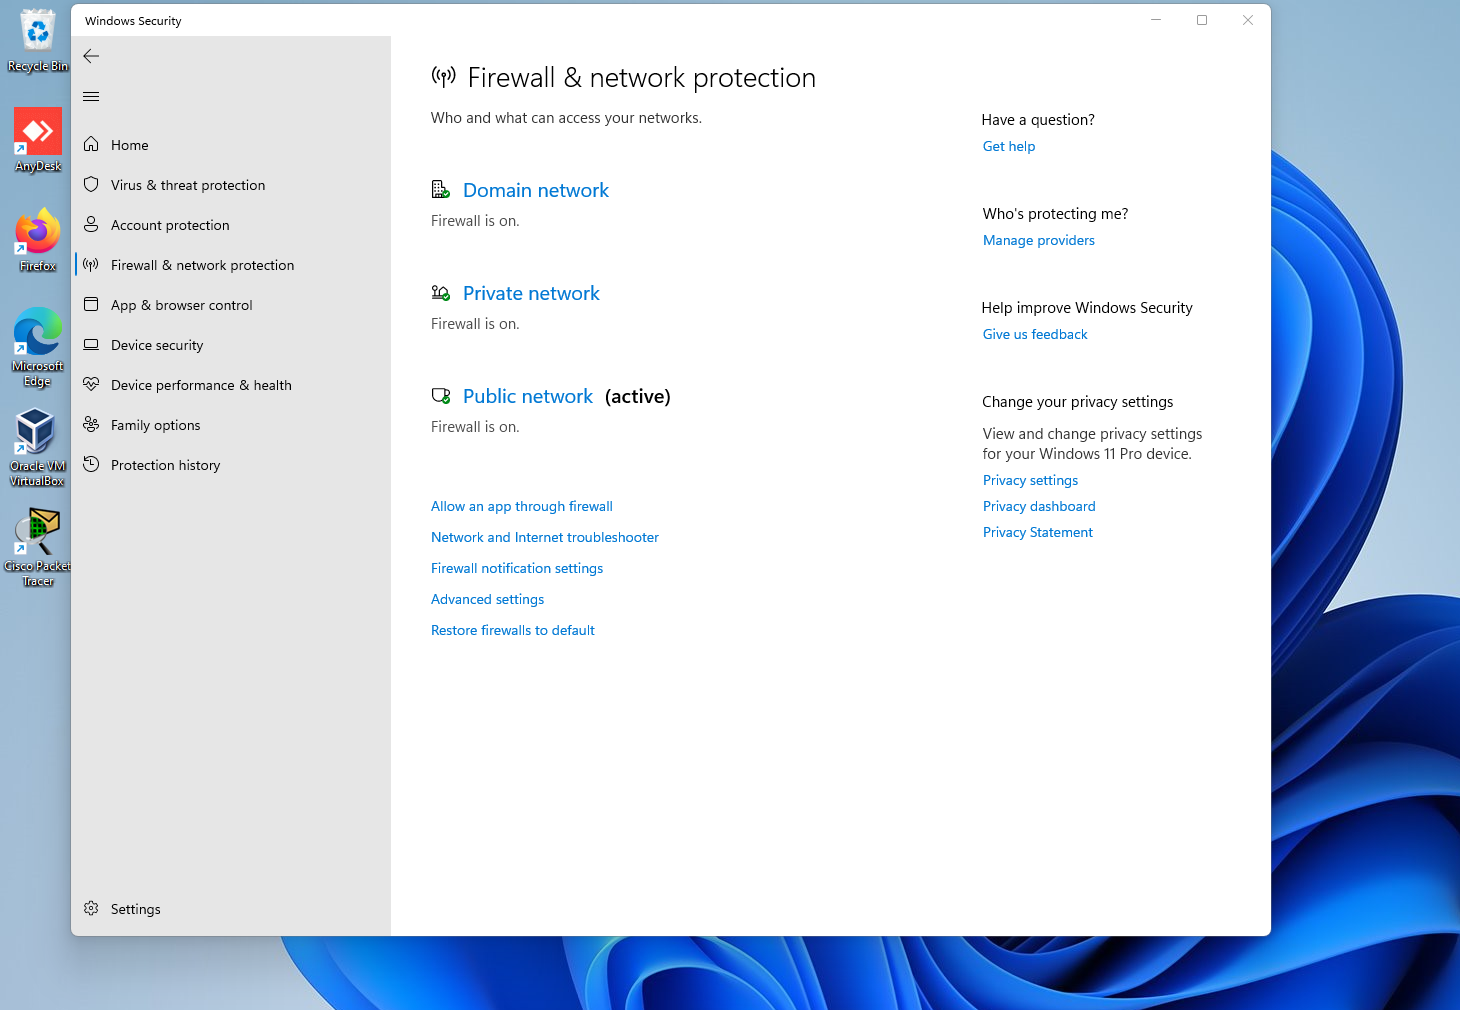 Recycle Bin
AnyDesk
Firefox
Microsoft
Edge
Oracle VM
VirtualBox
Cisco Packet
Tracer
Windows Security
Home
Virus & threat protection
Account protection
Firewall & network protection
App & browser control
Device security
Device performance & health
Family options
Protection history
Settings
Firewall & network protection
Who and what can access your networks.
Domain network
Firewall is on.
Private network
Firewall is on.
Public network (active)
Firewall is on.
Allow an app through firewall
Network and Internet troubleshooter
Firewall notification settings
Advanced settings
Restore firewalls to default
Have a question?
Get help
Who's protecting me?
Manage providers
Help improve Windows Security
Give us feedback
Change your privacy settings
View and change privacy settings
for your Windows 11 Pro device.
Privacy settings
Privacy dashboard
Privacy Statement